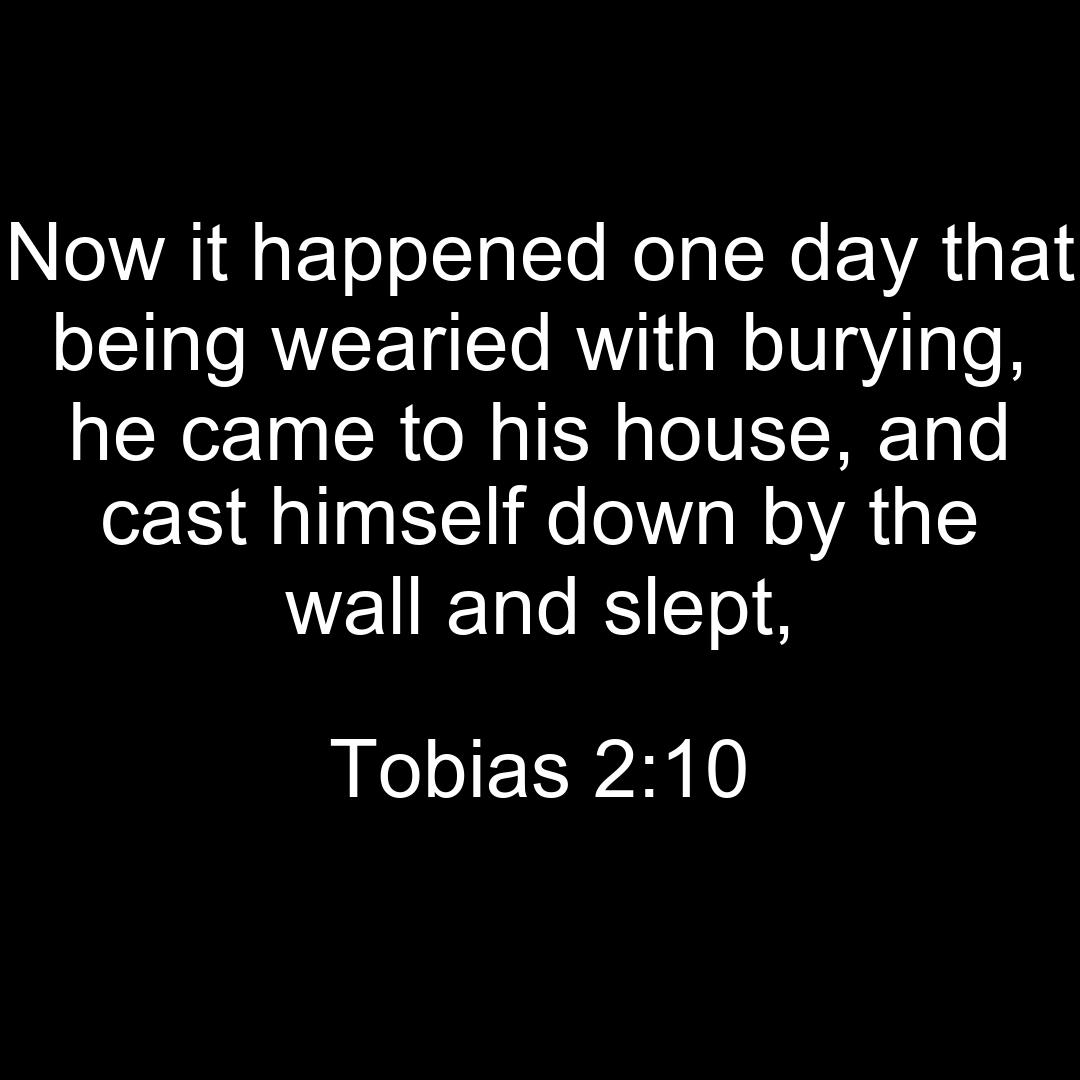 Now it happened one day that
being wearied with burying,
he came to his house, and
cast himself down by the
wall and slept,
Tobias 2:10